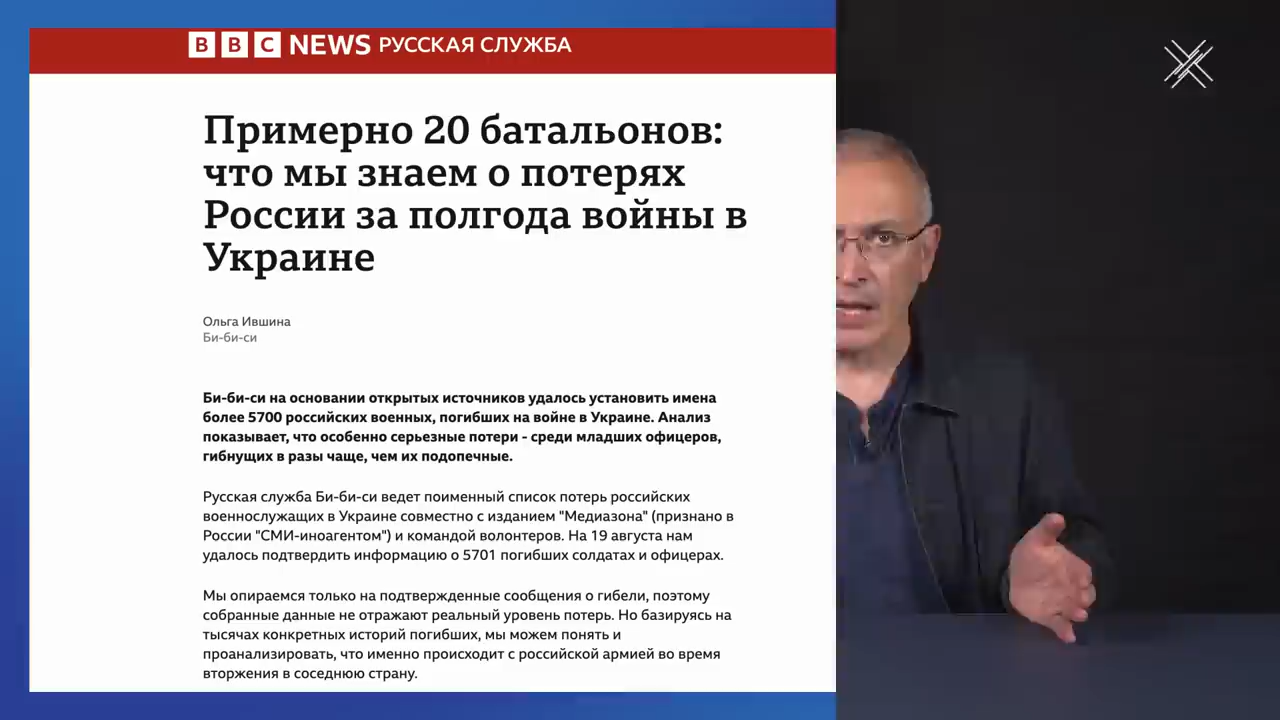 BBC NEWS РУССКАЯ СЛУЖБА
Примерно 20 батальонов:
что мы знаем о потерях
России за полгода войны в
Украине
Ольга Ившина
Би-би-си
Би-би-си на основании открытых источников удалось установить имена
более 5700 российских военных, погибших на войне в Украине. Анализ
показывает, что особенно серьезные потери - среди младших офицеров,
гибнущих в разы чаще, чем их подопечные.
Русская служба Би-би-си ведет поименный список потерь российских
военнослужащих в Украине совместно с изданием "Медиазона" (признано в
России "СМИ-иноагентом") и командой волонтеров. На 19 августа нам
удалось подтвердить информацию о 5701 погибших солдатах и офицерах.
Мы опираемся только на подтвержденные сообщения о гибели, поэтому
собранные данные не отражают реальный уровень потерь. Но базируясь на
тысячах конкретных историй погибших, мы можем понять и
проанализировать, что именно происходит с российской армией во время
вторжения в соседнюю страну.